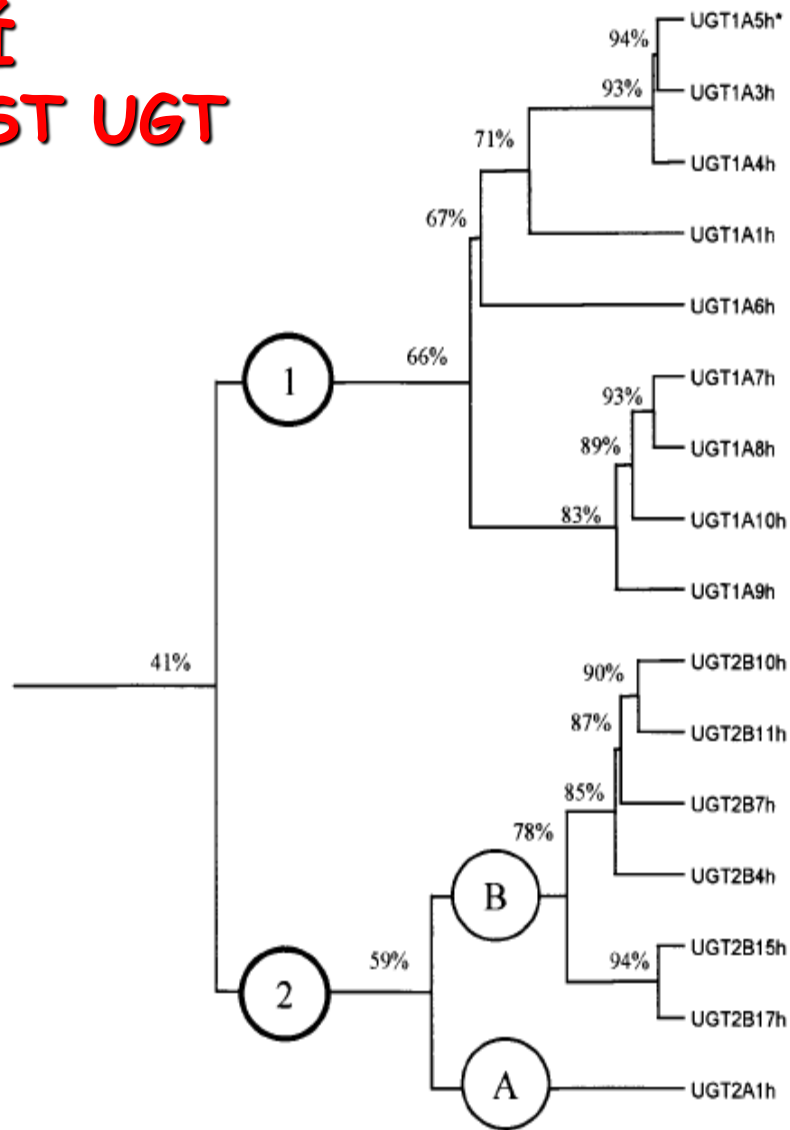 UGT
UGT1A5h*
94%
UGT1A3h
93%
71%
UGT1A4h
67%
UGT1A1h
UGT1A6h
66%
1
UGT1A7h
93%
UGT1A8h
89%
83%
UGT1A10h
UGT1A9h
41%
UGT2B10h
90%
87%
UGT2B11h
85%
UGT2B7h
78%
UGT2B4h
B
UGT2B15h
59%
94%
2
UGT2B17h
A
UGT2A1h